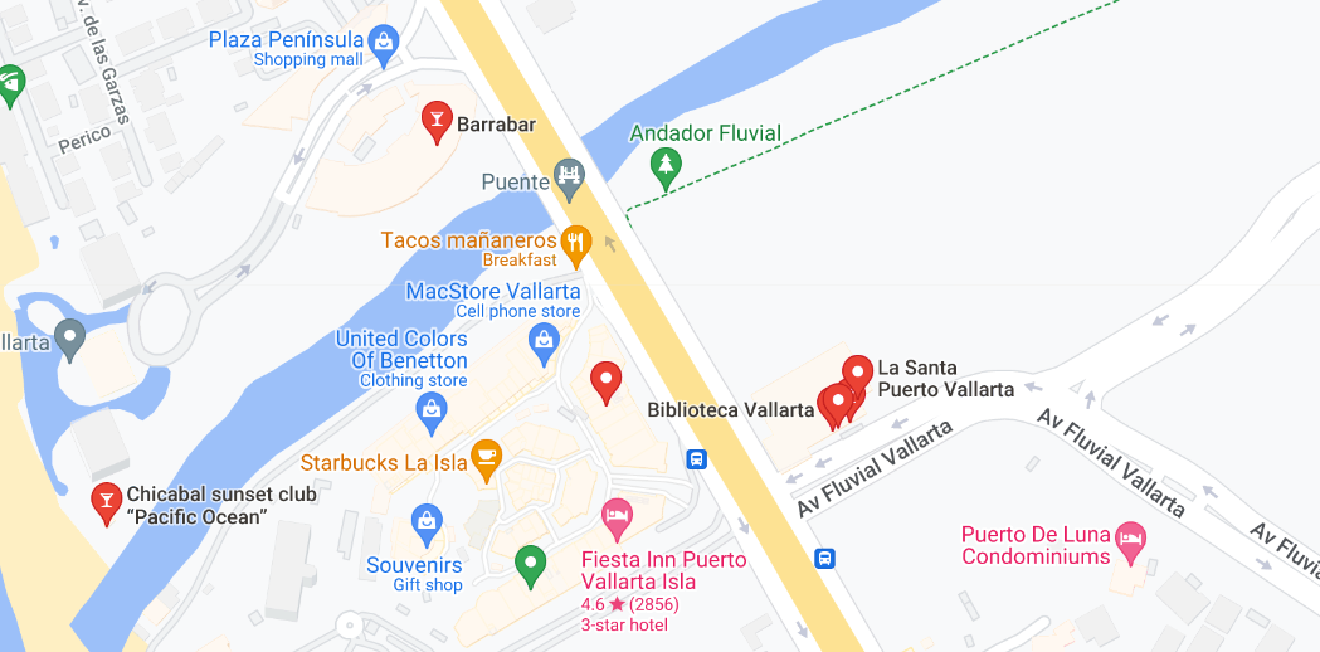 Plaza Península
Shopping mall
v. de las Garzas
Perico
Barrabar
Andador Fluvial
Puente
Tacos mañaneros
Breakfast
MacStore Vallarta
Cell phone store
United Colors
Of Benetton
Clothing store
llarta
La Santa
Puerto Vallarta
Biblioteca Vallarta
Av Fluvial Vallarta
Av Fluvial Vallarta
Av Fluvia
Starbucks La Isla
Chicabal sunset club
“Pacific Ocean”
Souvenirs
Gift shop
Fiesta Inn Puerto
Vallarta Isla
4.6 ★ (2856)
3-star hotel
Puerto De Luna
Condominiums